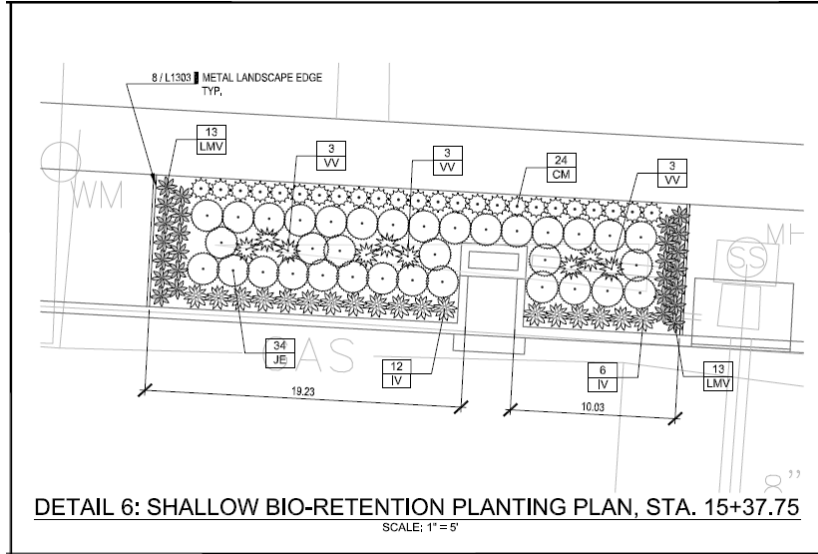 8 / L1303 METAL LANDSCAPE EDGE
TYP.
13
LMV
3
VV
3
VV
24
CM
3
VV
WM
MH
SS
34
JE
GAS
12
IV
6
IV
13
LMV
19.23
10.03
8"
DETAIL 6: SHALLOW BIO-RETENTION PLANTING PLAN, STA. 15+37.75
SCALE: 1" = 5'